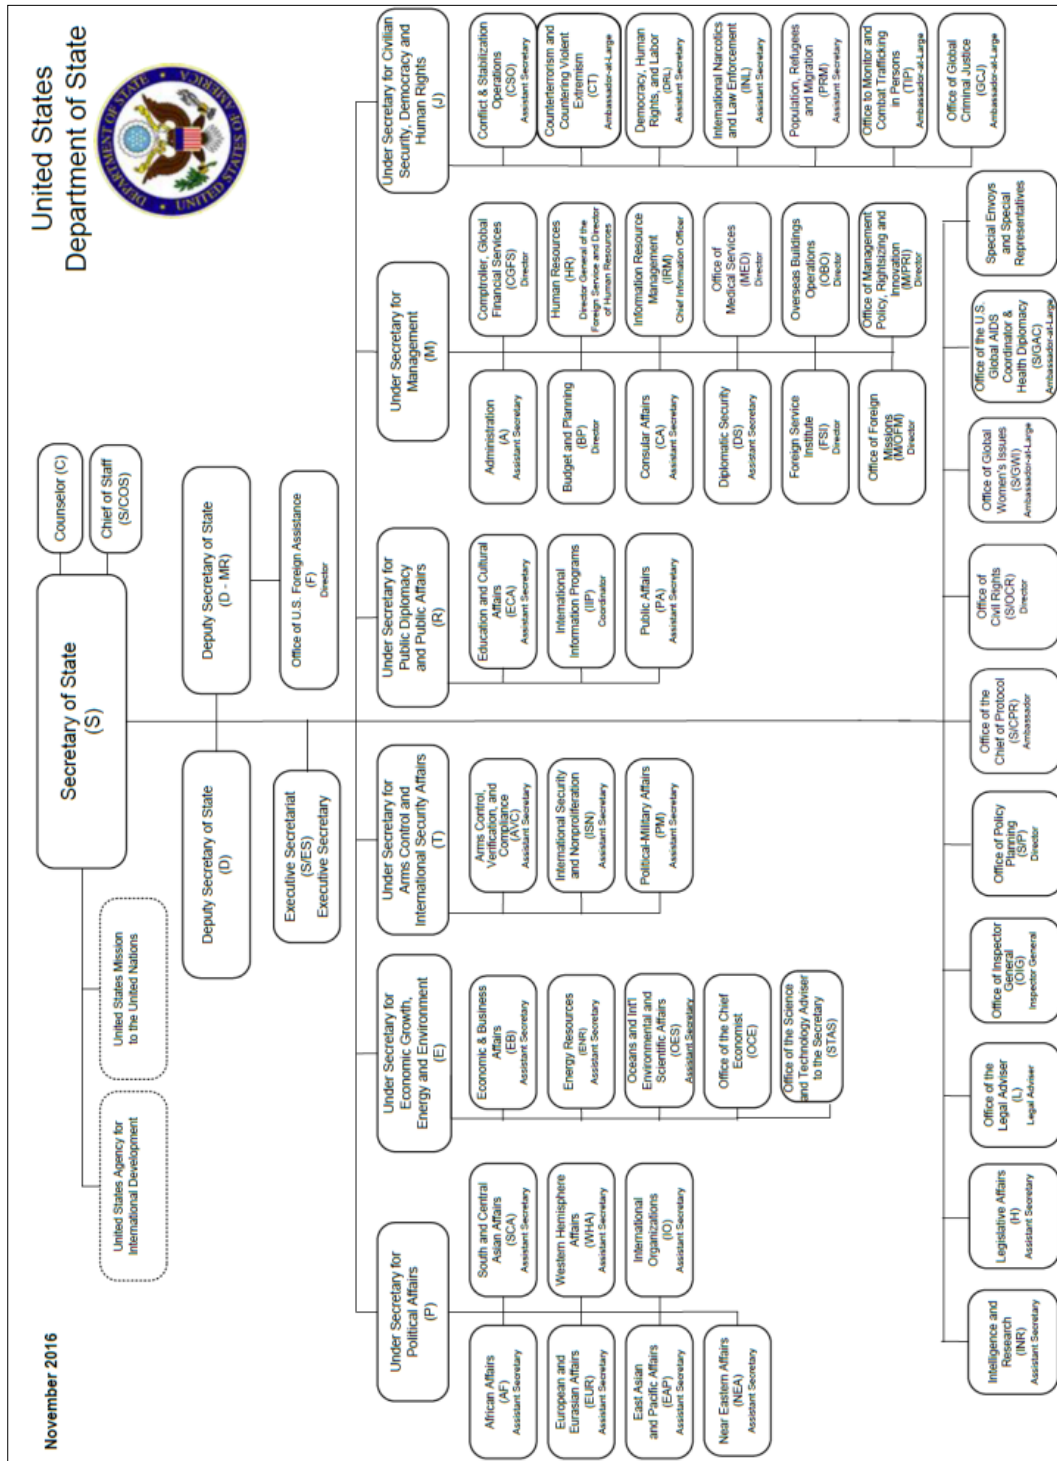 November 2016
United States
Department of State
DEPARTMENT OF STATE
UNITED STATES OF AMERICA
Secretary of State
(S)
Counselor (C)
Chief of Staff
(S/COS)
United States Agency for
International Development
United States Mission
to the United Nations
Deputy Secretary of State
(D)
Deputy Secretary of State
(D - MR)
Executive Secretariat
(S/ES)
Executive Secretary
Office of U.S. Foreign Assistance
(F)
Director
Under Secretary for
Political Affairs
(P)
African Affairs
(AF)
Assistant Secretary
European and
Eurasian Affairs
(EUR)
Assistant Secretary
East Asian
and Pacific Affairs
(EAP)
Assistant Secretary
Near Eastern Affairs
(NEA)
Assistant Secretary
South and Central
Asian Affairs
(SCA)
Assistant Secretary
Western Hemisphere
Affairs
(WHA)
Assistant Secretary
International
Organizations
(IO)
Assistant Secretary
Under Secretary for
Economic Growth,
Energy and Environment
(E)
Economic & Business
Affairs
(EB)
Assistant Secretary
Energy Resources
(ENR)
Assistant Secretary
Oceans and Int'l
Environmental and
Scientific Affairs
(OES)
Assistant Secretary
Office of the Chief
Economist
(OCE)
Office of the Science
and Technology Adviser
to the Secretary
(STAS)
Under Secretary for
Arms Control and
International Security Affairs
(T)
Arms Control,
Verification, and
Compliance
(AVC)
Assistant Secretary
International Security
and Nonproliferation
(ISN)
Assistant Secretary
Political-Military Affairs
(PM)
Assistant Secretary
Under Secretary for
Public Diplomacy
and Public Affairs
(R)
Education and Cultural
Affairs
(ECA)
Assistant Secretary
International
Information Programs
(IIP)
Coordinator
Public Affairs
(PA)
Assistant Secretary
Under Secretary for
Management
(M)
Administration
(A)
Assistant Secretary
Budget and Planning
(BP)
Director
Consular Affairs
(CA)
Assistant Secretary
Diplomatic Security
(DS)
Assistant Secretary
Foreign Service
Institute
(FSI)
Director
Office of Foreign
Missions
(M/OFM)
Director
Comptroller, Global
Financial Services
(CGFS)
Director
Human Resources
(HR)
Director General of the
Foreign Service and Director
of Human Resources
Information Resource
Management
(IRM)
Chief Information Officer
Office of
Medical Services
(MED)
Director
Overseas Buildings
Operations
(OBO)
Director
Office of Management
Policy, Rightsizing and
Innovation
(M/PRI)
Director
Under Secretary for Civilian
Security, Democracy and
Human Rights
(J)
Conflict & Stabilization
Operations
(CSO)
Assistant Secretary
Counterterrorism and
Countering Violent
Extremism
(CT)
Ambassador-at-Large
Democracy, Human
Rights, and Labor
(DRL)
Assistant Secretary
International Narcotics
and Law Enforcement
(INL)
Assistant Secretary
Population, Refugees
and Migration
(PRM)
Assistant Secretary
Office to Monitor and
Combat Trafficking
in Persons
(TIP)
Ambassador-at-Large
Office of Global
Criminal Justice
(GCJ)
Ambassador-at-Large
Intelligence and
Research
(INR)
Assistant Secretary
Legislative Affairs
(H)
Assistant Secretary
Office of the
Legal Adviser
(L)
Legal Adviser
Office of Inspector
General
(OIG)
Inspector General
Office of Policy
Planning
(S/P)
Director
Office of the
Chief of Protocol
(S/CPR)
Ambassador
Office of
Civil Rights
(S/OCR)
Director
Office of Global
Women's Issues
(S/GWI)
Ambassador-at-Large
Office of the U.S.
Global AIDS
Coordinator &
Health Diplomacy
(S/GAC)
Ambassador-at-Large
Special Envoys
and Special
Representatives